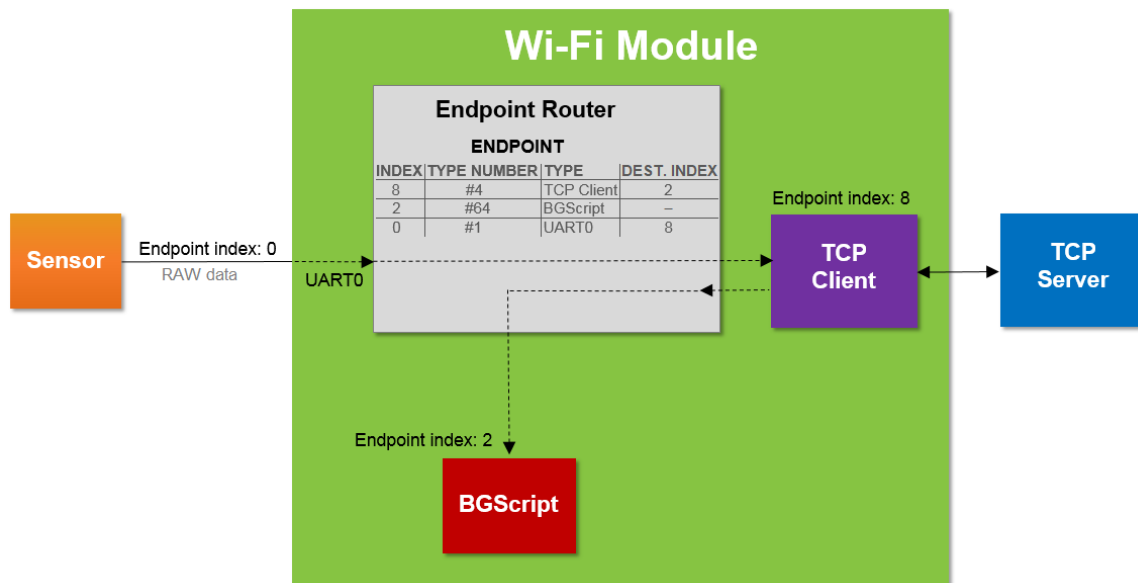 Wi-Fi Module
Endpoint Router
ENDPOINT
INDEX TYPE NUMBER TYPE DEST. INDEX
8 #4 TCP Client 2
2 #64 BGScript –
0 #1 UART0 8
Sensor
Endpoint index: 0
RAW data
UART0
Endpoint index: 8
TCP
Client
TCP
Server
Endpoint index: 2
BGScript